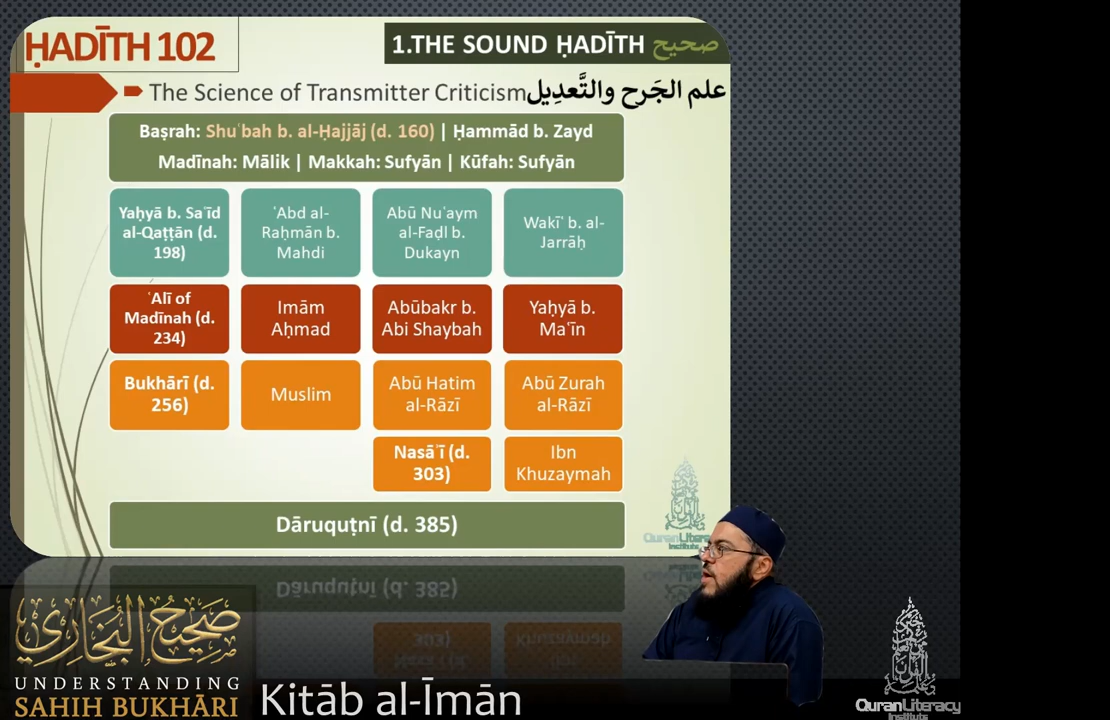 ḤADĪTH 102
1.THE SOUND ḤADĪTH صحيح
The Science of Transmitter Criticism علم الجَرح والتَّعدِيل
Baṣrah: Shuʿbah b. al-Ḥajjāj (d. 160) | Ḥammād b. Zayd
Madīnah: Mālik | Makkah: Sufyān | Kūfah: Sufyān
Yaḥyā b. Saʿīd
al-Qaṭṭān (d.
198)
ʿAbd al-
Raḥmān b.
Mahdi
Abū Nuʿaym
al-Faḍl b.
Dukayn
Wakīʿ b. al-
Jarrāḥ
ʿAlī of
Madīnah (d.
234)
Imām
Aḥmad
Abūbakr b.
Abi Shaybah
Yaḥyā b.
Maʿīn
Bukhārī (d.
256)
Muslim
Abū Hatim
al-Rāzī
Abū Zurah
al-Rāzī
Nasāʾī (d.
303)
Ibn
Khuzaymah
Dāruquṭnī (d. 385)
QuranLitera
Institute
صحيح البخاري
UNDERSTANDING
SAHIH BUKHĀRI
Kitāb al-Īmān
QuranLiteracy
Institute